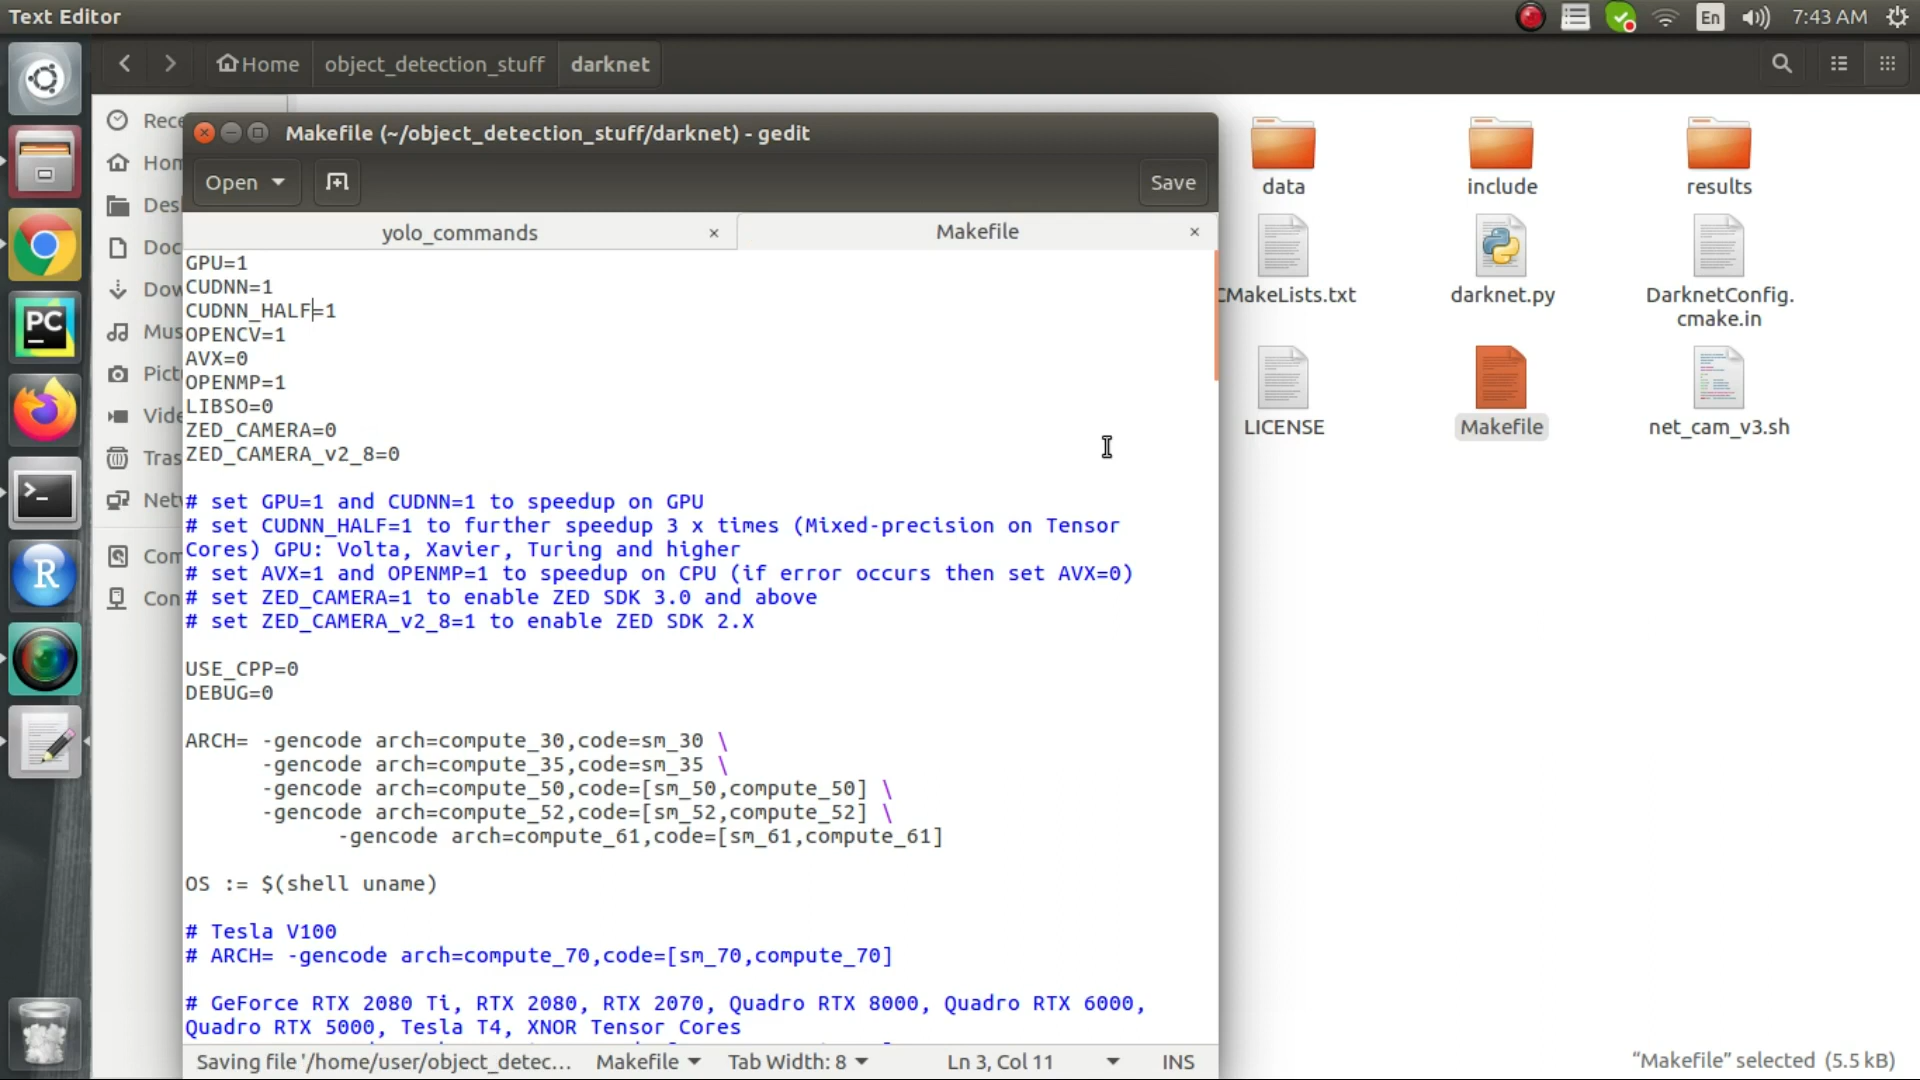 Text Editor
En
7:43 AM
Home
object_detection_stuff
darknet
Rece
Hom
Des
Doc
Dow
Mus
Pict
Vide
Tras
Netw
Com
Con
Makefile (~/object_detection_stuff/darknet) - gedit
Open
Save
yolo_commands
×
Makefile
×
GPU=1
CUDNN=1
CUDNN_HALF=1
OPENCV=1
AVX=0
OPENMP=1
LIBSO=0
ZED_CAMERA=0
ZED_CAMERA_v2_8=0
# set GPU=1 and CUDNN=1 to speedup on GPU
# set CUDNN_HALF=1 to further speedup 3 x times (Mixed-precision on Tensor
Cores) GPU: Volta, Xavier, Turing and higher
# set AVX=1 and OPENMP=1 to speedup on CPU (if error occurs then set AVX=0)
# set ZED_CAMERA=1 to enable ZED SDK 3.0 and above
# set ZED_CAMERA_v2_8=1 to enable ZED SDK 2.X
USE_CPP=0
DEBUG=0
ARCH= -gencode arch=compute_30,code=sm_30 \
-gencode arch=compute_35,code=sm_35 \
-gencode arch=compute_50,code=[sm_50,compute_50] \
-gencode arch=compute_52,code=[sm_52,compute_52] \
-gencode arch=compute_61,code=[sm_61,compute_61]
OS := $(shell uname)
# Tesla V100
# ARCH= -gencode arch=compute_70,code=[sm_70,compute_70]
# GeForce RTX 2080 Ti, RTX 2080, RTX 2070, Quadro RTX 8000, Quadro RTX 6000,
Quadro RTX 5000, Tesla T4, XNOR Tensor Cores
Saving file '/home/user/object_detec...
Makefile
Tab Width: 8
Ln 3, Col 11
INS
data
include
results
CMakeLists.txt
darknet.py
DarknetConfig.
cmake.in
LICENSE
Makefile
net_cam_v3.sh
"Makefile" selected (5.5 kB)
PC
R